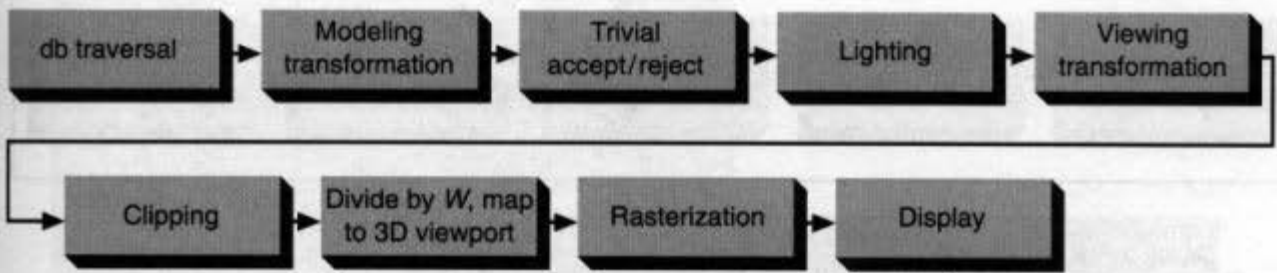 db traversal
Modeling
transformation
Trivial
accept/reject
Lighting
Viewing
transformation
Clipping
Divide by W, map
to 3D viewport
Rasterization
Display